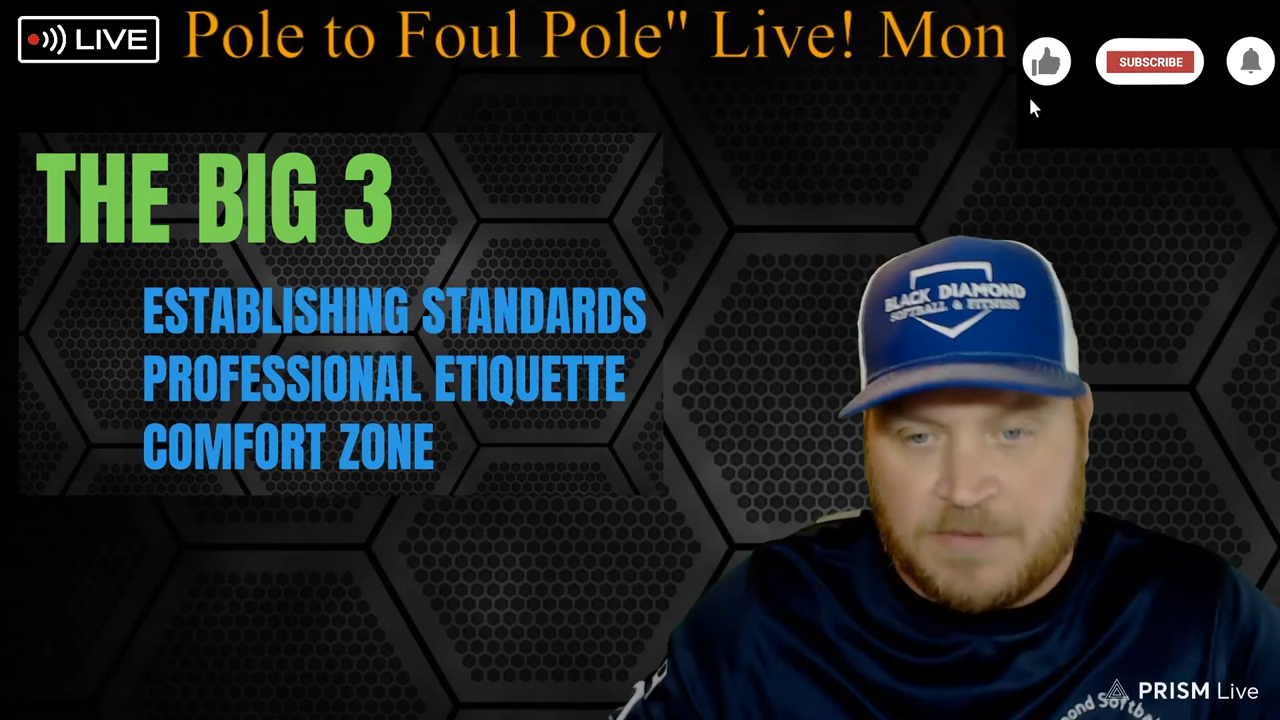 LIVE
Pole to Foul Pole" Live! Mon
SUBSCRIBE
THE BIG 3
ESTABLISHING STANDARDS
PROFESSIONAL ETIQUETTE
COMFORT ZONE
BLACK DIAMOND
SOFTBALL & FITNESS
PRISM Live